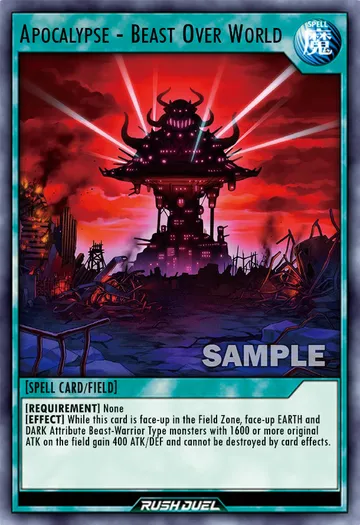 APOCALYPSE - BEAST OVER WORLD
SPELL
魔
SAMPLE
[SPELL CARD/FIELD]
[REQUIREMENT] None
[EFFECT] While this card is face-up in the Field Zone, face-up EARTH and
DARK Attribute Beast-Warrior Type monsters with 1600 or more original
ATK on the field gain 400 ATK/DEF and cannot be destroyed by card effects.
RUSH DUEL